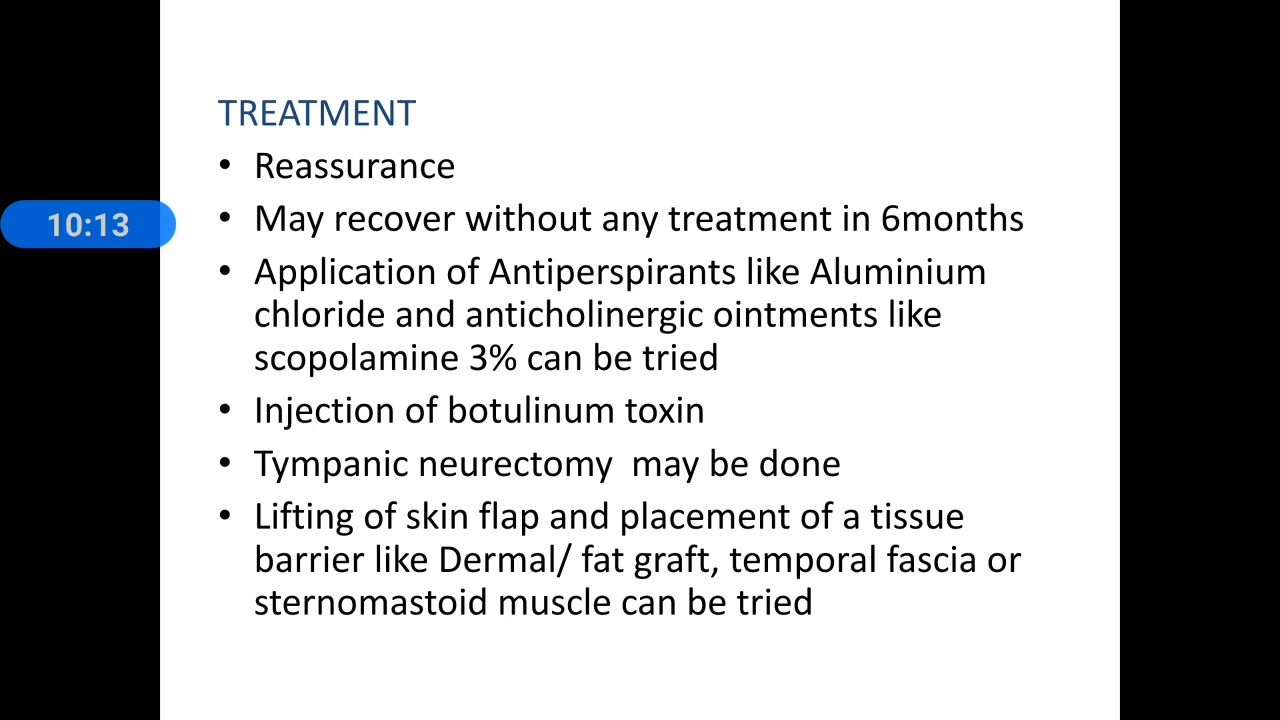 TREATMENT
• Reassurance
10:13
• May recover without any treatment in 6months
• Application of Antiperspirants like Aluminium
chloride and anticholinergic ointments like
scopolamine 3% can be tried
• Injection of botulinum toxin
• Tympanic neurectomy  may be done
• Lifting of skin flap and placement of a tissue
barrier like Dermal/ fat graft, temporal fascia or
sternomastoid muscle can be tried